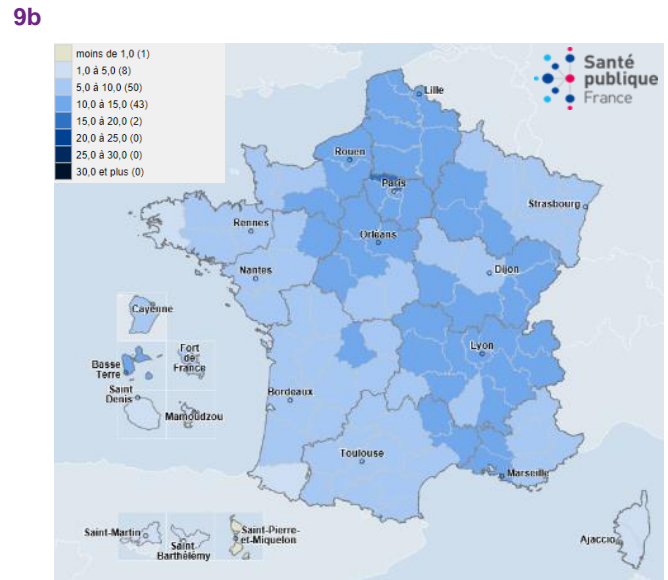 9b
moins de 1,0 (1)
1,0 à 5,0 (8)
5,0 à 10,0 (50)
10,0 à 15,0 (43)
15,0 à 20,0 (2)
20,0 à 25,0 (0)
25,0 à 30,0 (0)
30,0 et plus (0)
Santé
publique
France
Lille
Rouen
Paris
Strasbourg
Rennes
Orléans
Nantes
Dijon
Cayenne
Lyon
Basse
Terre
Fort
de
France
Saint
Denis
Mamoudzou
Bordeaux
Toulouse
Marseille
Saint-Martin
Saint
Barthélémy
Saint-Pierre-
et-Miquelon
Ajaccio